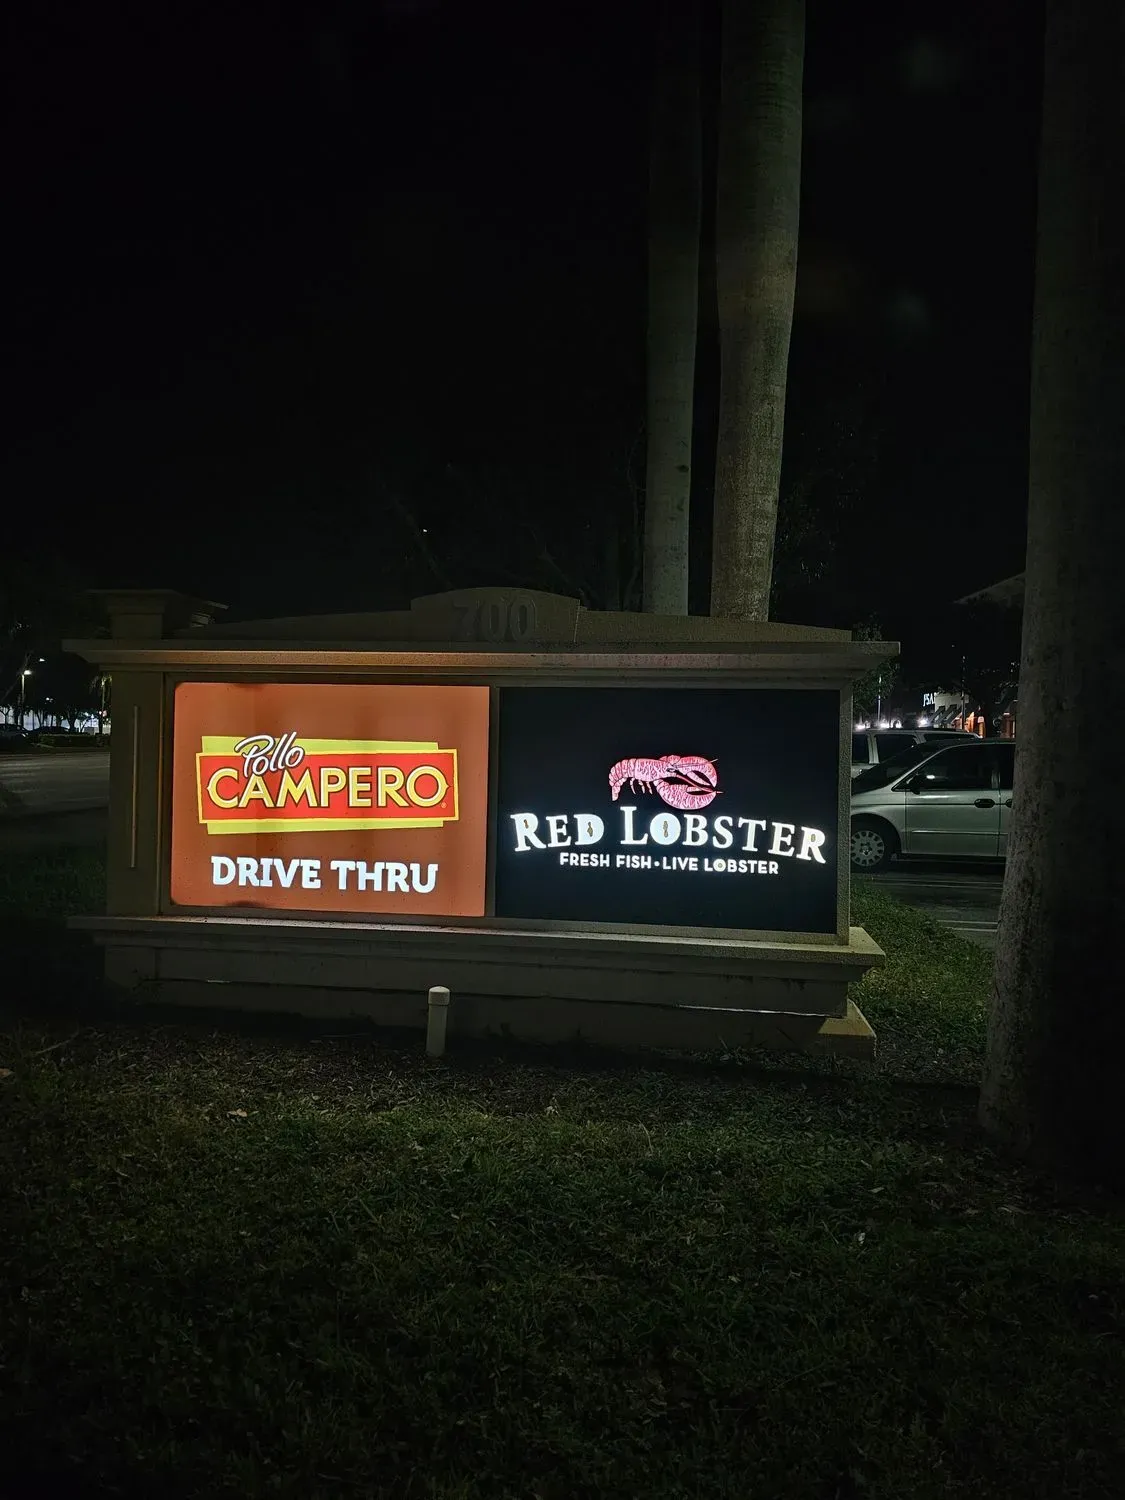 700
Pollo
CAMPERO
DRIVE THRU
RED LOBSTER
FRESH FISH • LIVE LOBSTER